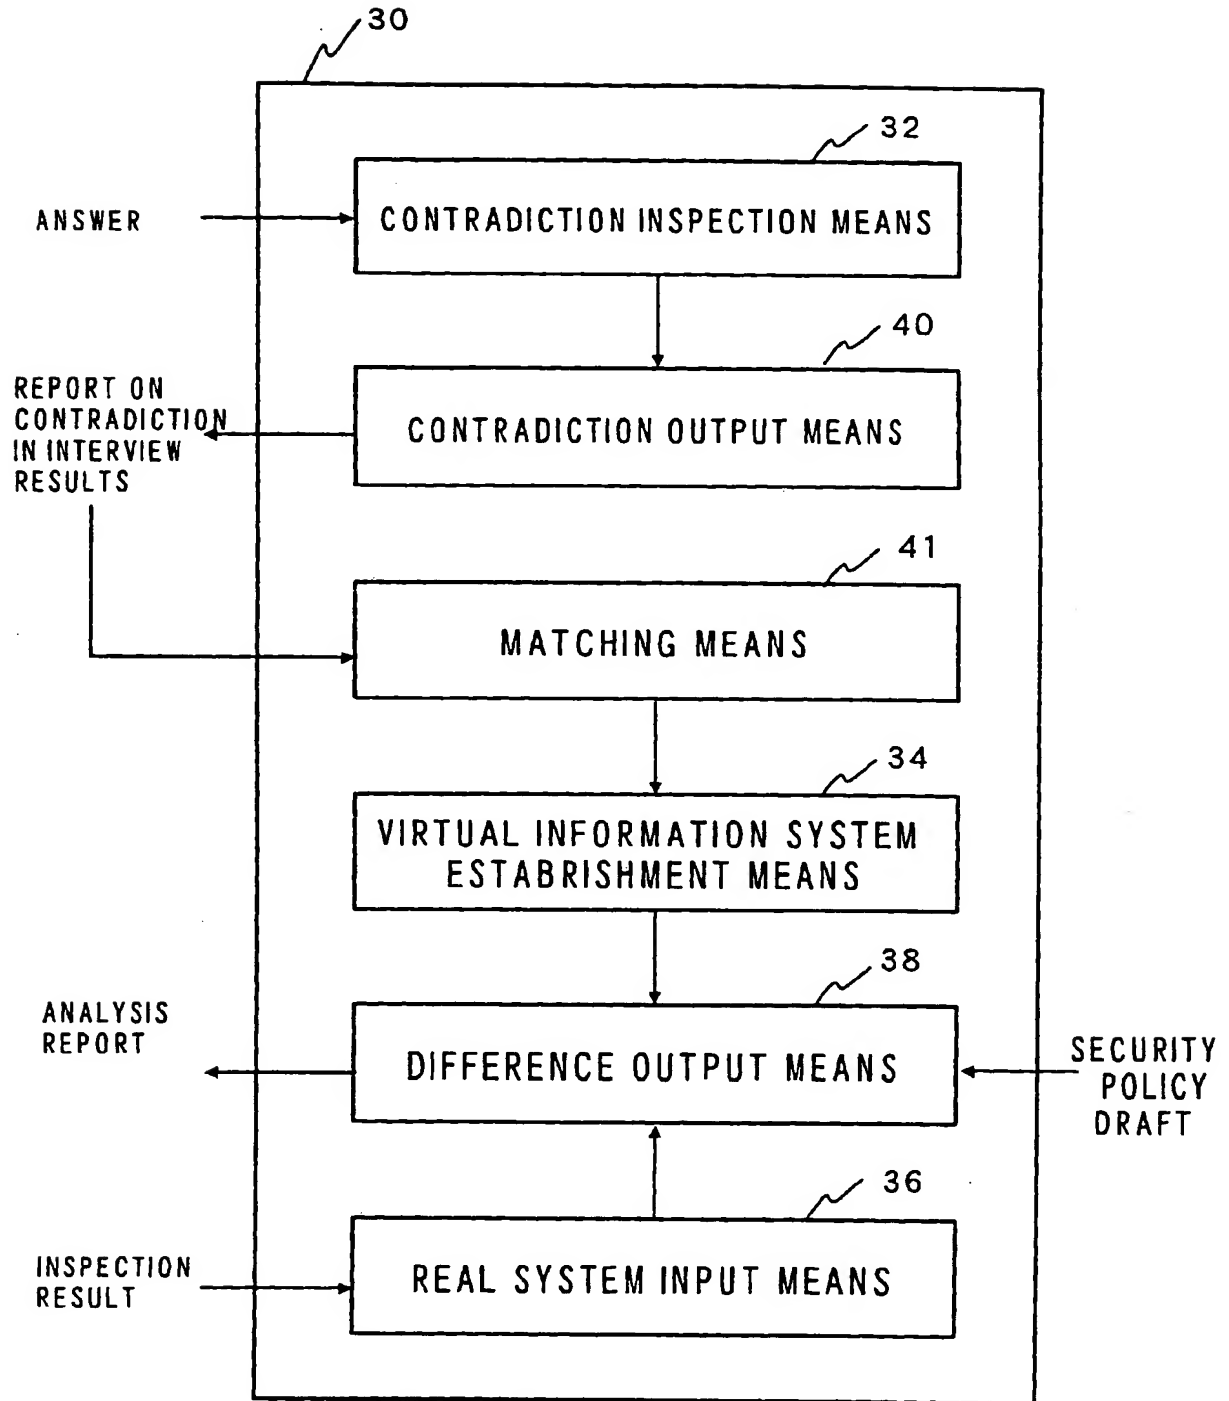 30
32
ANSWER
CONTRADICTION INSPECTION MEANS
40
REPORT ON
CONTRADICTION
IN INTERVIEW
RESULTS
CONTRADICTION OUTPUT MEANS
41
MATCHING MEANS
34
VIRTUAL INFORMATION SYSTEM
ESTABRISHMENT MEANS
38
ANALYSIS
REPORT
DIFFERENCE OUTPUT MEANS
SECURITY
POLICY
DRAFT
36
INSPECTION
RESULT
REAL SYSTEM INPUT MEANS